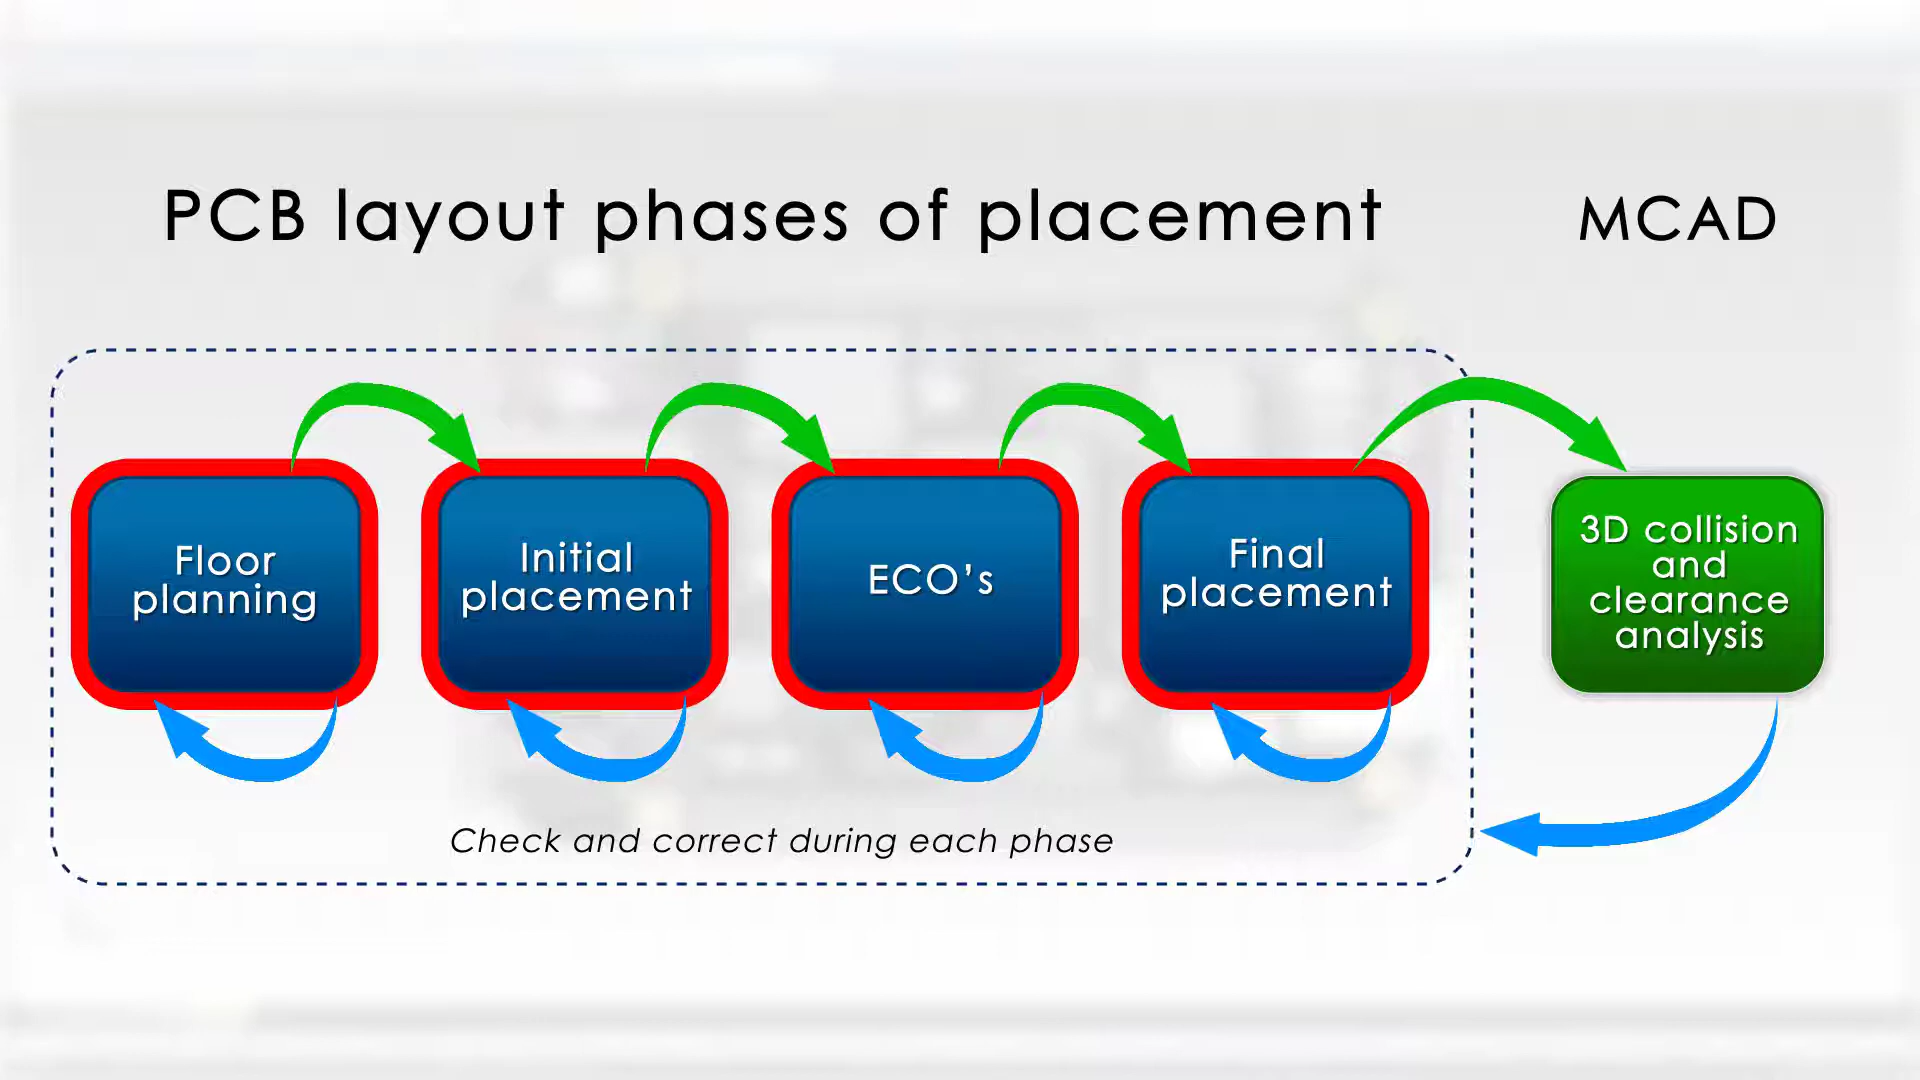 PCB layout phases of placement
MCAD
Floor
planning
Initial
placement
ECO’s
Final
placement
3D collision
and
clearance
analysis
Check and correct during each phase